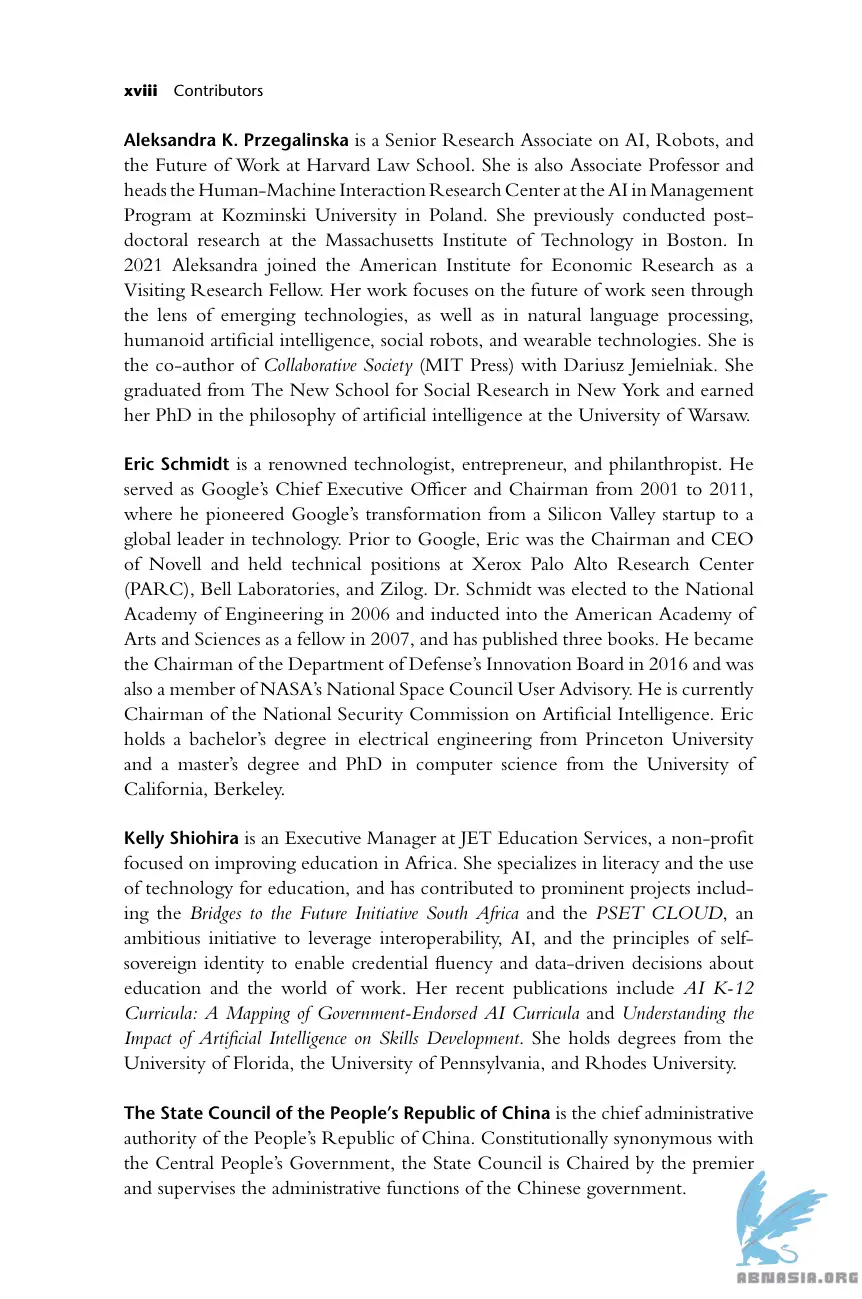 xviii Contributors
Aleksandra K. Przegalinska is a Senior Research Associate on AI, Robots, and
the Future of Work at Harvard Law School. She is also Associate Professor and
heads the Human-Machine Interaction Research Center at the AI in Management
Program at Kozminski University in Poland. She previously conducted post-
doctoral research at the Massachusetts Institute of Technology in Boston. In
2021 Aleksandra joined the American Institute for Economic Research as a
Visiting Research Fellow. Her work focuses on the future of work seen through
the lens of emerging technologies, as well as in natural language processing,
humanoid artificial intelligence, social robots, and wearable technologies. She is
the co-author of Collaborative Society (MIT Press) with Dariusz Jemielniak. She
graduated from The New School for Social Research in New York and earned
her PhD in the philosophy of artificial intelligence at the University of Warsaw.
Eric Schmidt is a renowned technologist, entrepreneur, and philanthropist. He
served as Google's Chief Executive Officer and Chairman from 2001 to 2011,
where he pioneered Google's transformation from a Silicon Valley startup to a
global leader in technology. Prior to Google, Eric was the Chairman and CEO
of Novell and held technical positions at Xerox Palo Alto Research Center
(PARC), Bell Laboratories, and Zilog. Dr. Schmidt was elected to the National
Academy of Engineering in 2006 and inducted into the American Academy of
Arts and Sciences as a fellow in 2007, and has published three books. He became
the Chairman of the Department of Defense's Innovation Board in 2016 and was
also a member of NASA's National Space Council User Advisory. He is currently
Chairman of the National Security Commission on Artificial Intelligence. Eric
holds a bachelor's degree in electrical engineering from Princeton University
and a master's degree and PhD in computer science from the University of
California, Berkeley.
Kelly Shiohira is an Executive Manager at JET Education Services, a non-profit
focused on improving education in Africa. She specializes in literacy and the use
of technology for education, and has contributed to prominent projects includ-
ing the Bridges to the Future Initiative South Africa and the PSET CLOUD, an
ambitious initiative to leverage interoperability, AI, and the principles of self-
sovereign identity to enable credential fluency and data-driven decisions about
education and the world of work. Her recent publications include AI K-12
Curricula: A Mapping of Government-Endorsed AI Curricula and Understanding the
Impact of Artificial Intelligence on Skills Development. She holds degrees from the
University of Florida, the University of Pennsylvania, and Rhodes University.
The State Council of the People's Republic of China is the chief administrative
authority of the People's Republic of China. Constitutionally synonymous with
the Central People's Government, the State Council is Chaired by the premier
and supervises the administrative functions of the Chinese government.
ABNASIA.ORG